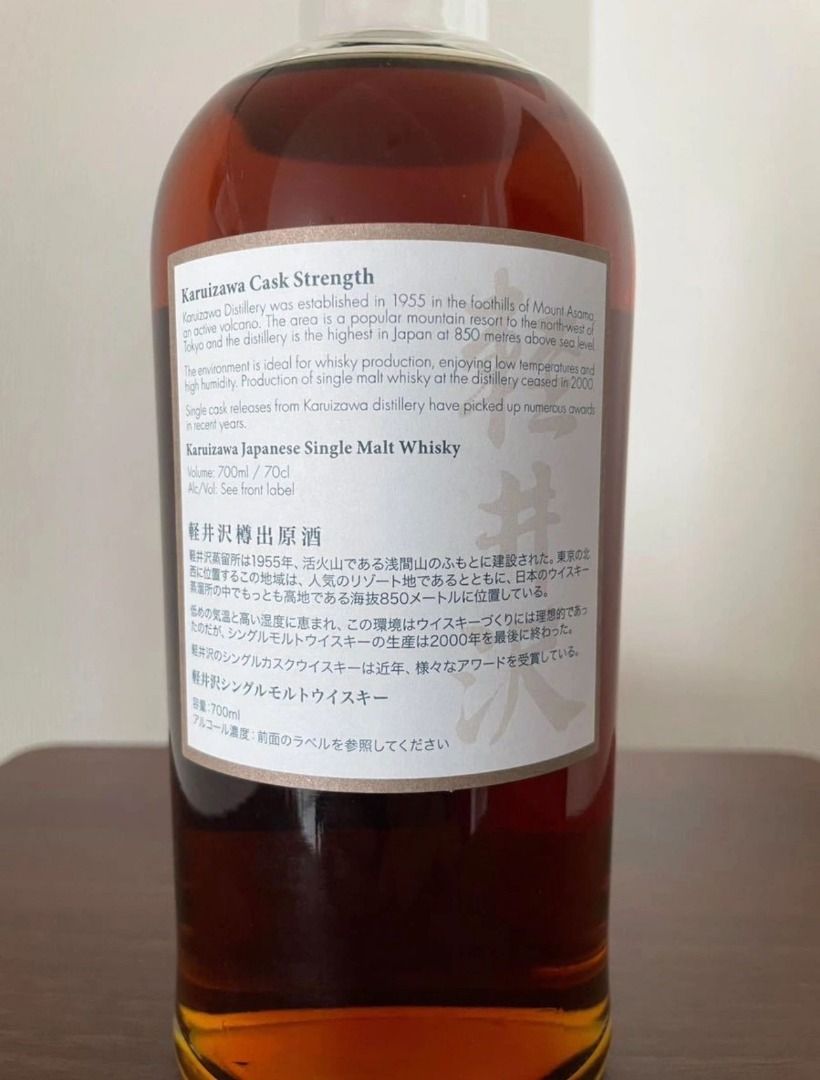 Karuizawa Cask Strength
Karuizawa Distillery was established in 1955 in the foothills of Mount Asama,
an active volcano. The area is a popular mountain resort to the north-west of
Tokyo and the distillery is the highest in Japan at 850 metres above sea level.
The environment is ideal for whisky production, enjoying low temperatures and
high humidity. Production of single malt whisky at the distillery ceased in 2000.
Single cask releases from Karuizawa distillery have picked up numerous awards
in recent years.
Karuizawa Japanese Single Malt Whisky
Volume: 700ml / 70cl
Alc/Vol: See front label
軽井沢樽出原酒
軽井沢蒸留所は1955年、活火山である浅間山のふもとに建設された。東京の北
西に位置するこの地域は、人気のリゾート地であるとともに、日本のウイスキー
蒸溜所の中でもっとも高地である海抜850メートルに位置している。
低めの気温と高い湿度に恵まれ、この環境はウイスキーづくりには理想的であっ
たのだが、シングルモルトウイスキーの生産は2000年を最後に終わった。
軽井沢のシングルカスクウイスキーは近年、様々なアワードを受賞している。
軽井沢シングルモルトウイスキー
容量:700ml
アルコール濃度:前面のラベルを参照してください
軽井沢